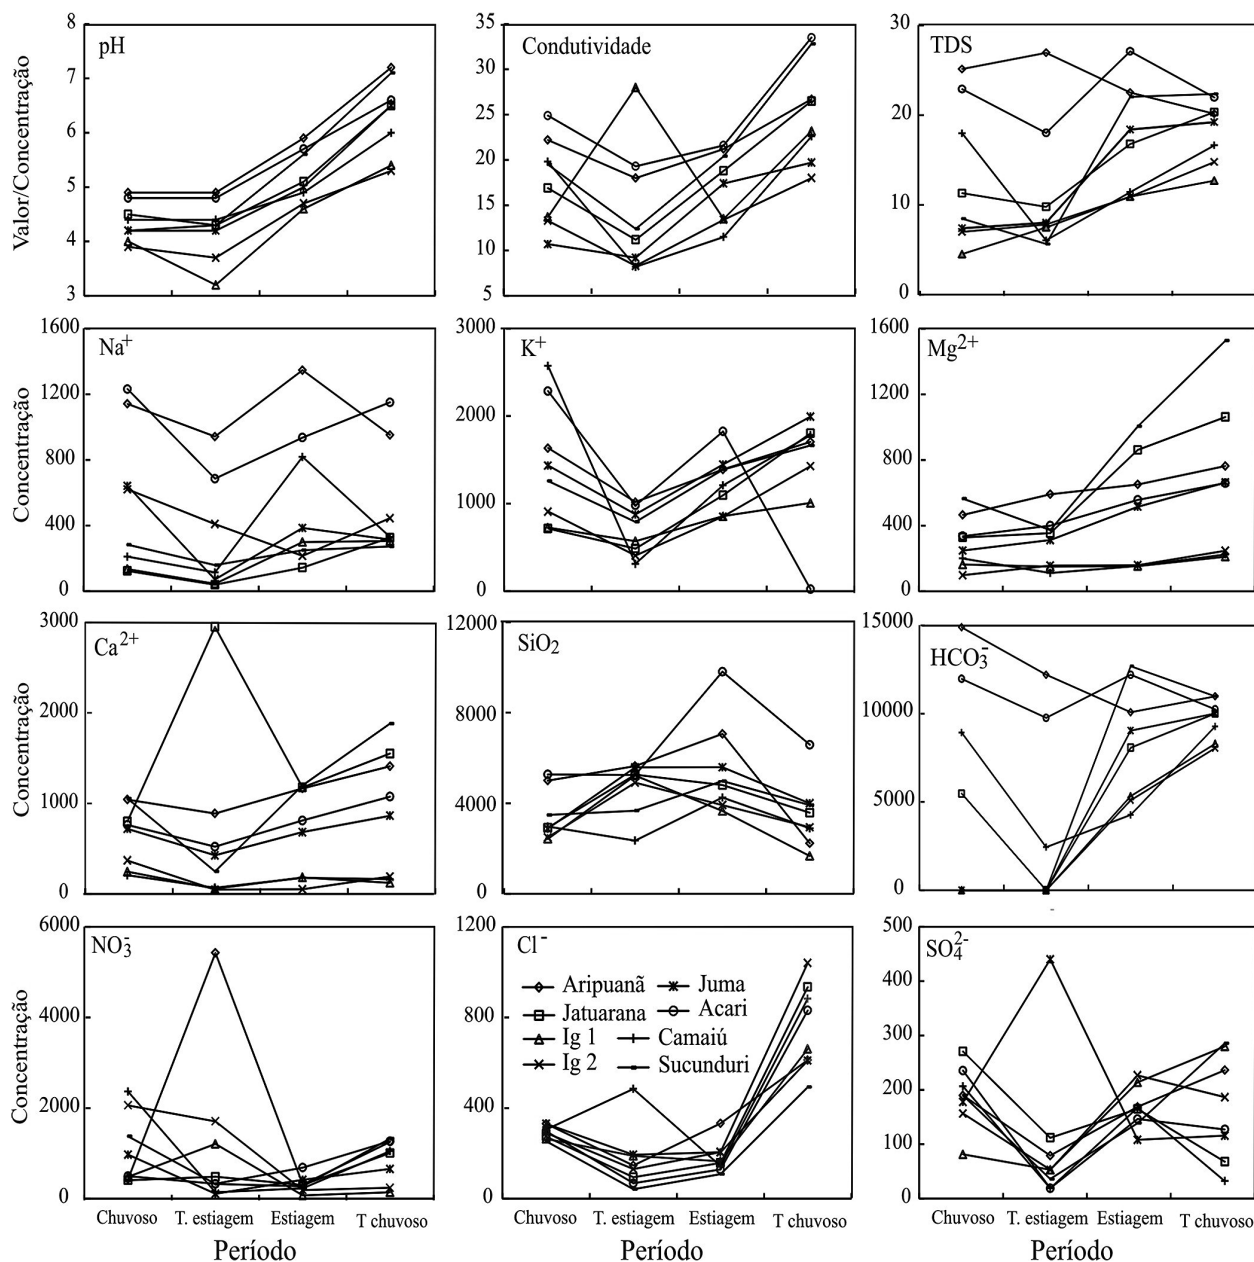 Valor/Concentração
pH
8
7
6
5
4
3
Condutividade
35
30
25
20
15
10
5
TDS
30
20
10
0
Concentração
Na+
1600
1200
800
400
0
K+
3000
2000
1000
0
Mg2+
1600
1200
800
400
0
Concentração
Ca2+
3000
2000
1000
0
SiO2
12000
8000
4000
0
HCO3-
15000
10000
5000
0
Concentração
NO3-
6000
4000
2000
0
Chuvoso T. estiagem Estiagem T chuvoso
Período
Cl-
1200
800
400
0
Aripuanã
Jatuarana
Ig 1
Ig 2
Juma
Acari
Camaiú
Sucunduri
Chuvoso T. estiagem Estiagem T chuvoso
Período
SO42-
500
400
300
200
100
0
Chuvoso T. estiagem Estiagem T chuvoso
Período